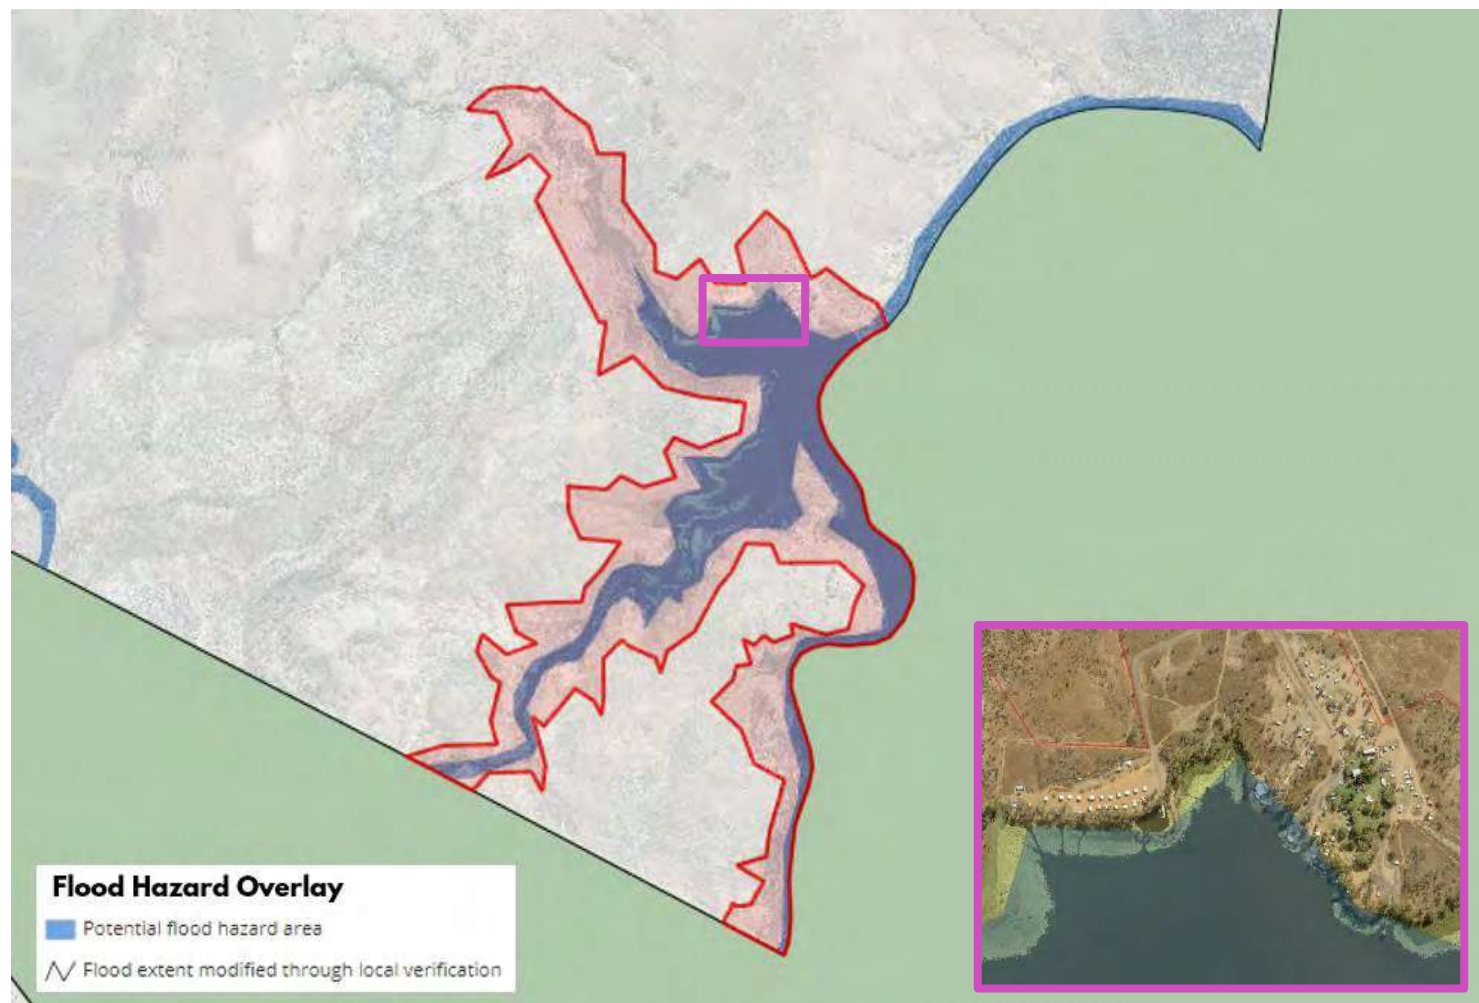 Flood Hazard Overlay
Potential flood hazard area
Flood extent modified through local verification